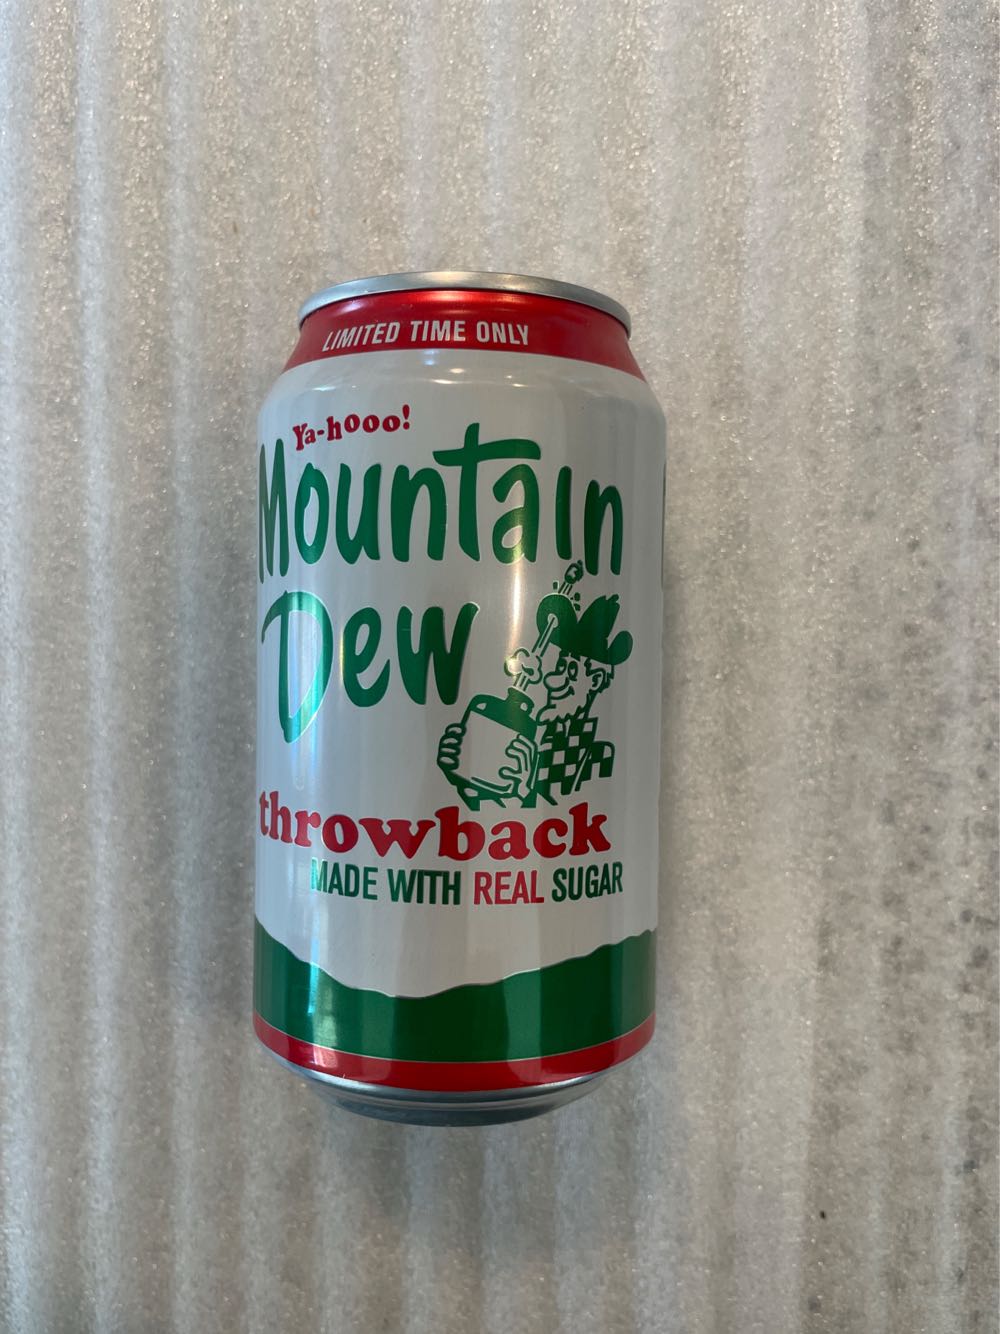 LIMITED TIME ONLY
Ya-hooo!
Mountain
Dew
throwback
MADE WITH REAL SUGAR